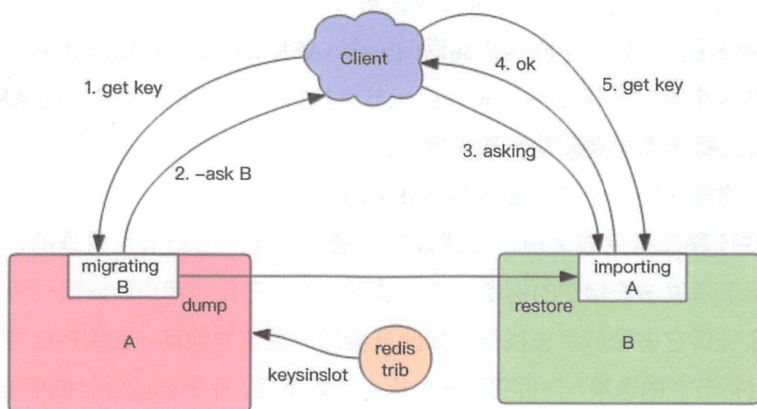 Client
1. get key
4. ok
5. get key
2. –ask B
3. asking
migrating
B
importing
A
dump
restore
A
B
redis
trib
keysinslot